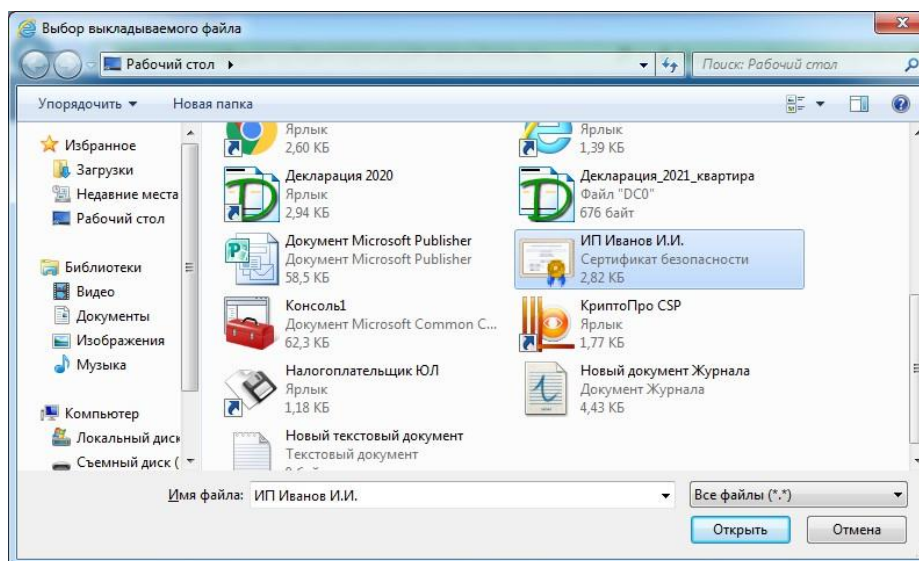 Выбор выкладываемого файла
Рабочий стол
Поиск: Рабочий стол
Упорядочить
Новая папка
Избранное
Загрузки
Недавние места
Рабочий стол
Библиотеки
Видео
Документы
Изображения
Музыка
Компьютер
Локальный диск
Съемный диск (
Ярлык
2,60 КБ
Ярлык
1,39 КБ
Декларация 2020
Ярлык
2,94 КБ
Декларация_2021_квартира
Файл "DC0"
676 байт
Документ Microsoft Publisher
Документ Microsoft Publisher
58,5 КБ
ИП Иванов И.И.
Сертификат безопасности
2,82 КБ
Консоль1
Документ Microsoft Common C...
62,3 КБ
КриптоПро CSP
Ярлык
1,77 КБ
Налогоплательщик ЮЛ
Ярлык
1,18 КБ
Новый документ Журнала
Документ Журнала
4,43 КБ
Новый текстовый документ
Текстовый документ
Имя файла: ИП Иванов И.И.
Все файлы (*.*)
Открыть
Отмена